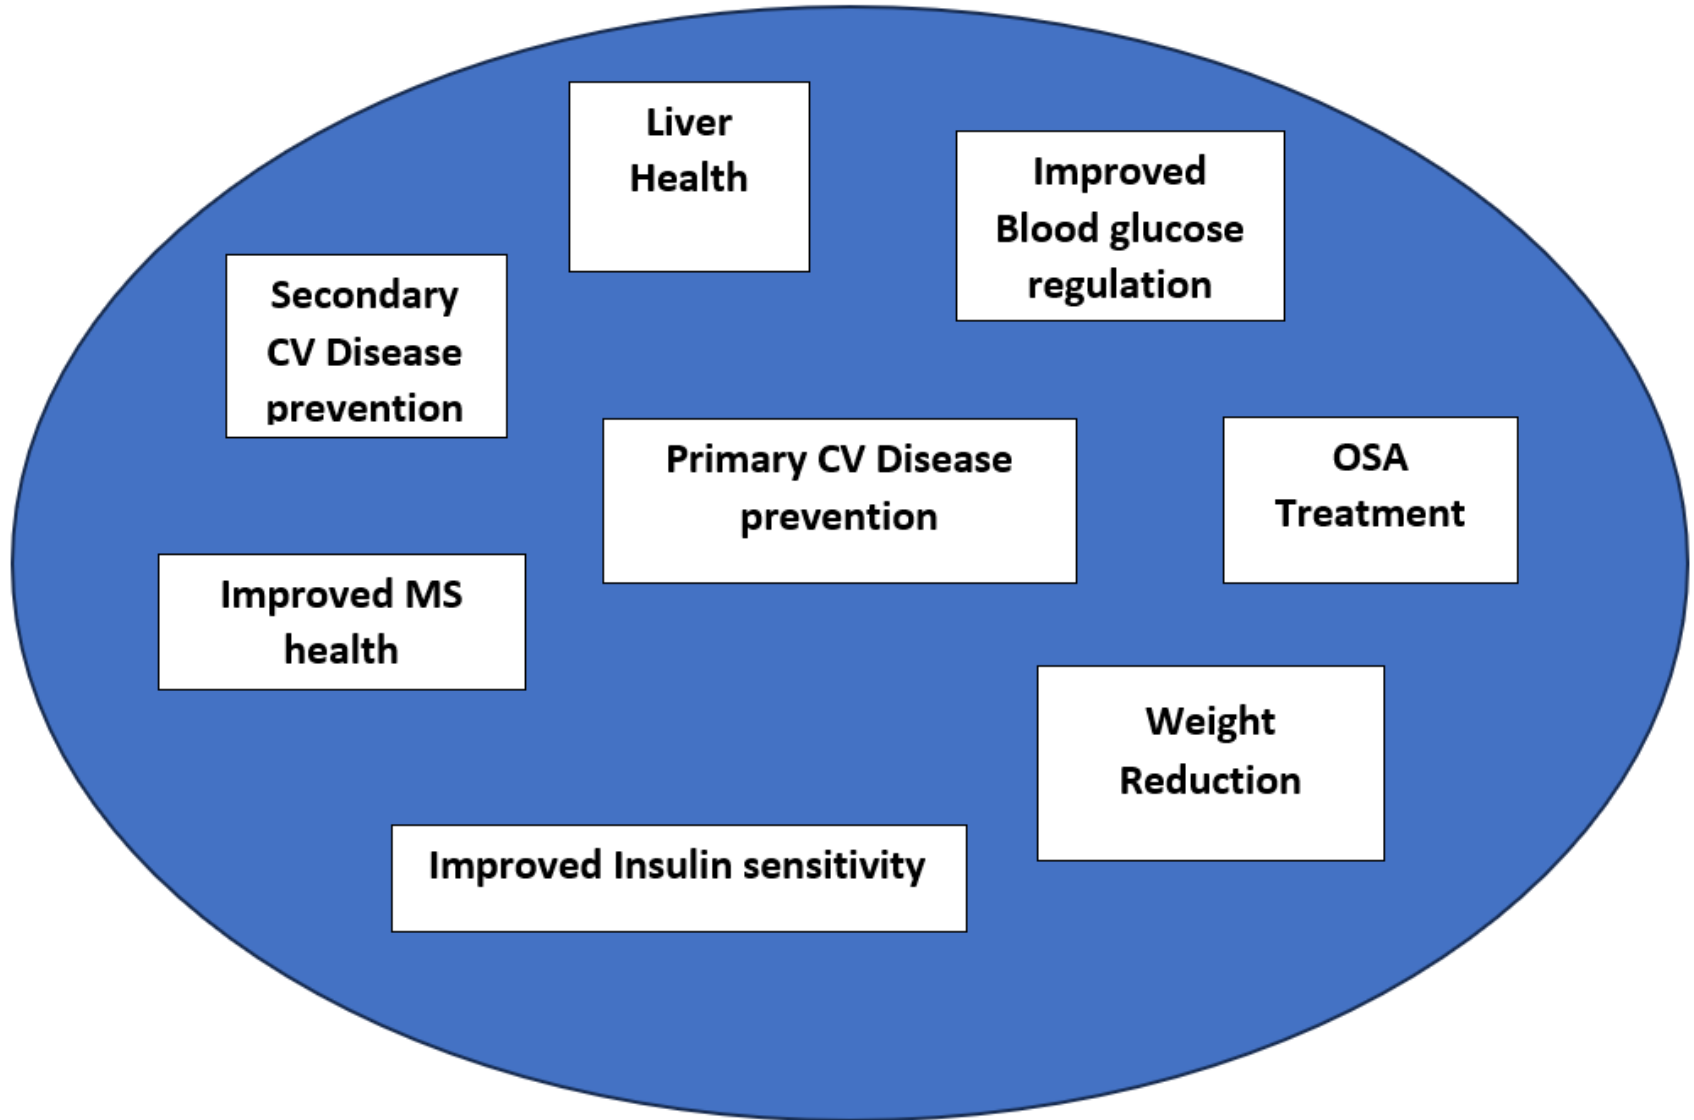 Liver
Health
Improved
Blood glucose
regulation
Secondary
CV Disease
prevention
Primary CV Disease
prevention
OSA
Treatment
Improved MS
health
Weight
Reduction
Improved Insulin sensitivity